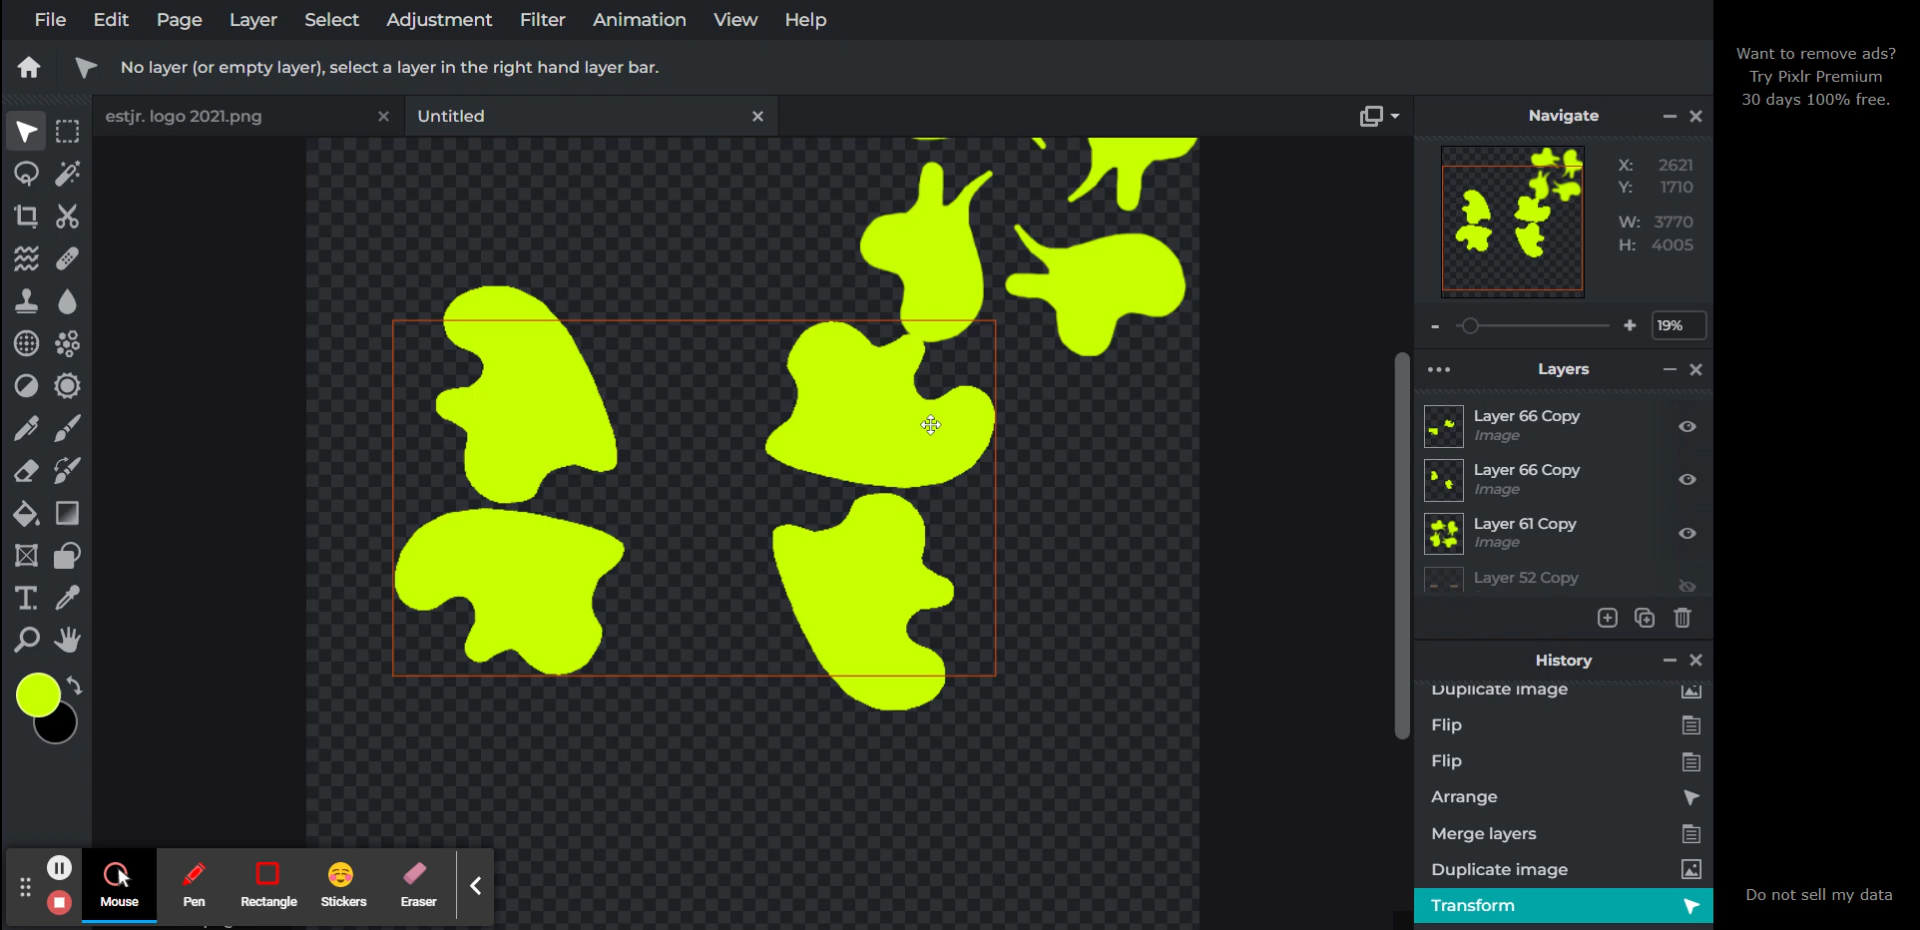 File Edit Page Layer Select Adjustment Filter Animation View Help
No layer (or empty layer), select a layer in the right hand layer bar.
Want to remove ads?
Try Pixlr Premium
30 days 100% free.
estjr. logo 2021.png
Untitled
Navigate
X: 2621
Y: 1710
W: 3770
H: 4005
19%
Layers
Layer 66 Copy
Image
Layer 66 Copy
Image
Layer 61 Copy
Image
Layer 52 Copy
History
Duplicate image
Flip
Flip
Arrange
Merge layers
Duplicate image
Transform
Mouse Pen Rectangle Stickers Eraser
Do not sell my data